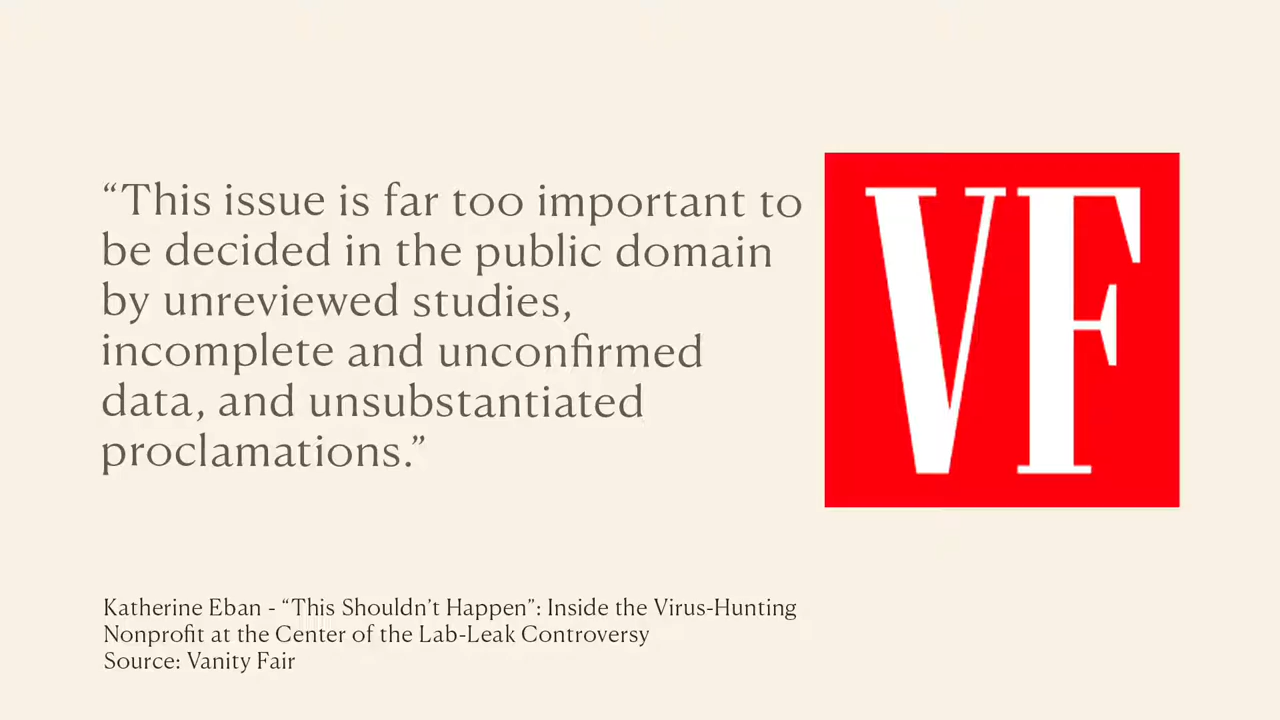 “This issue is far too important to
be decided in the public domain
by unreviewed studies,
incomplete and unconfirmed
data, and unsubstantiated
proclamations.”
VF
Katherine Eban - “This Shouldn’t Happen”: Inside the Virus-Hunting
Nonprofit at the Center of the Lab-Leak Controversy
Source: Vanity Fair